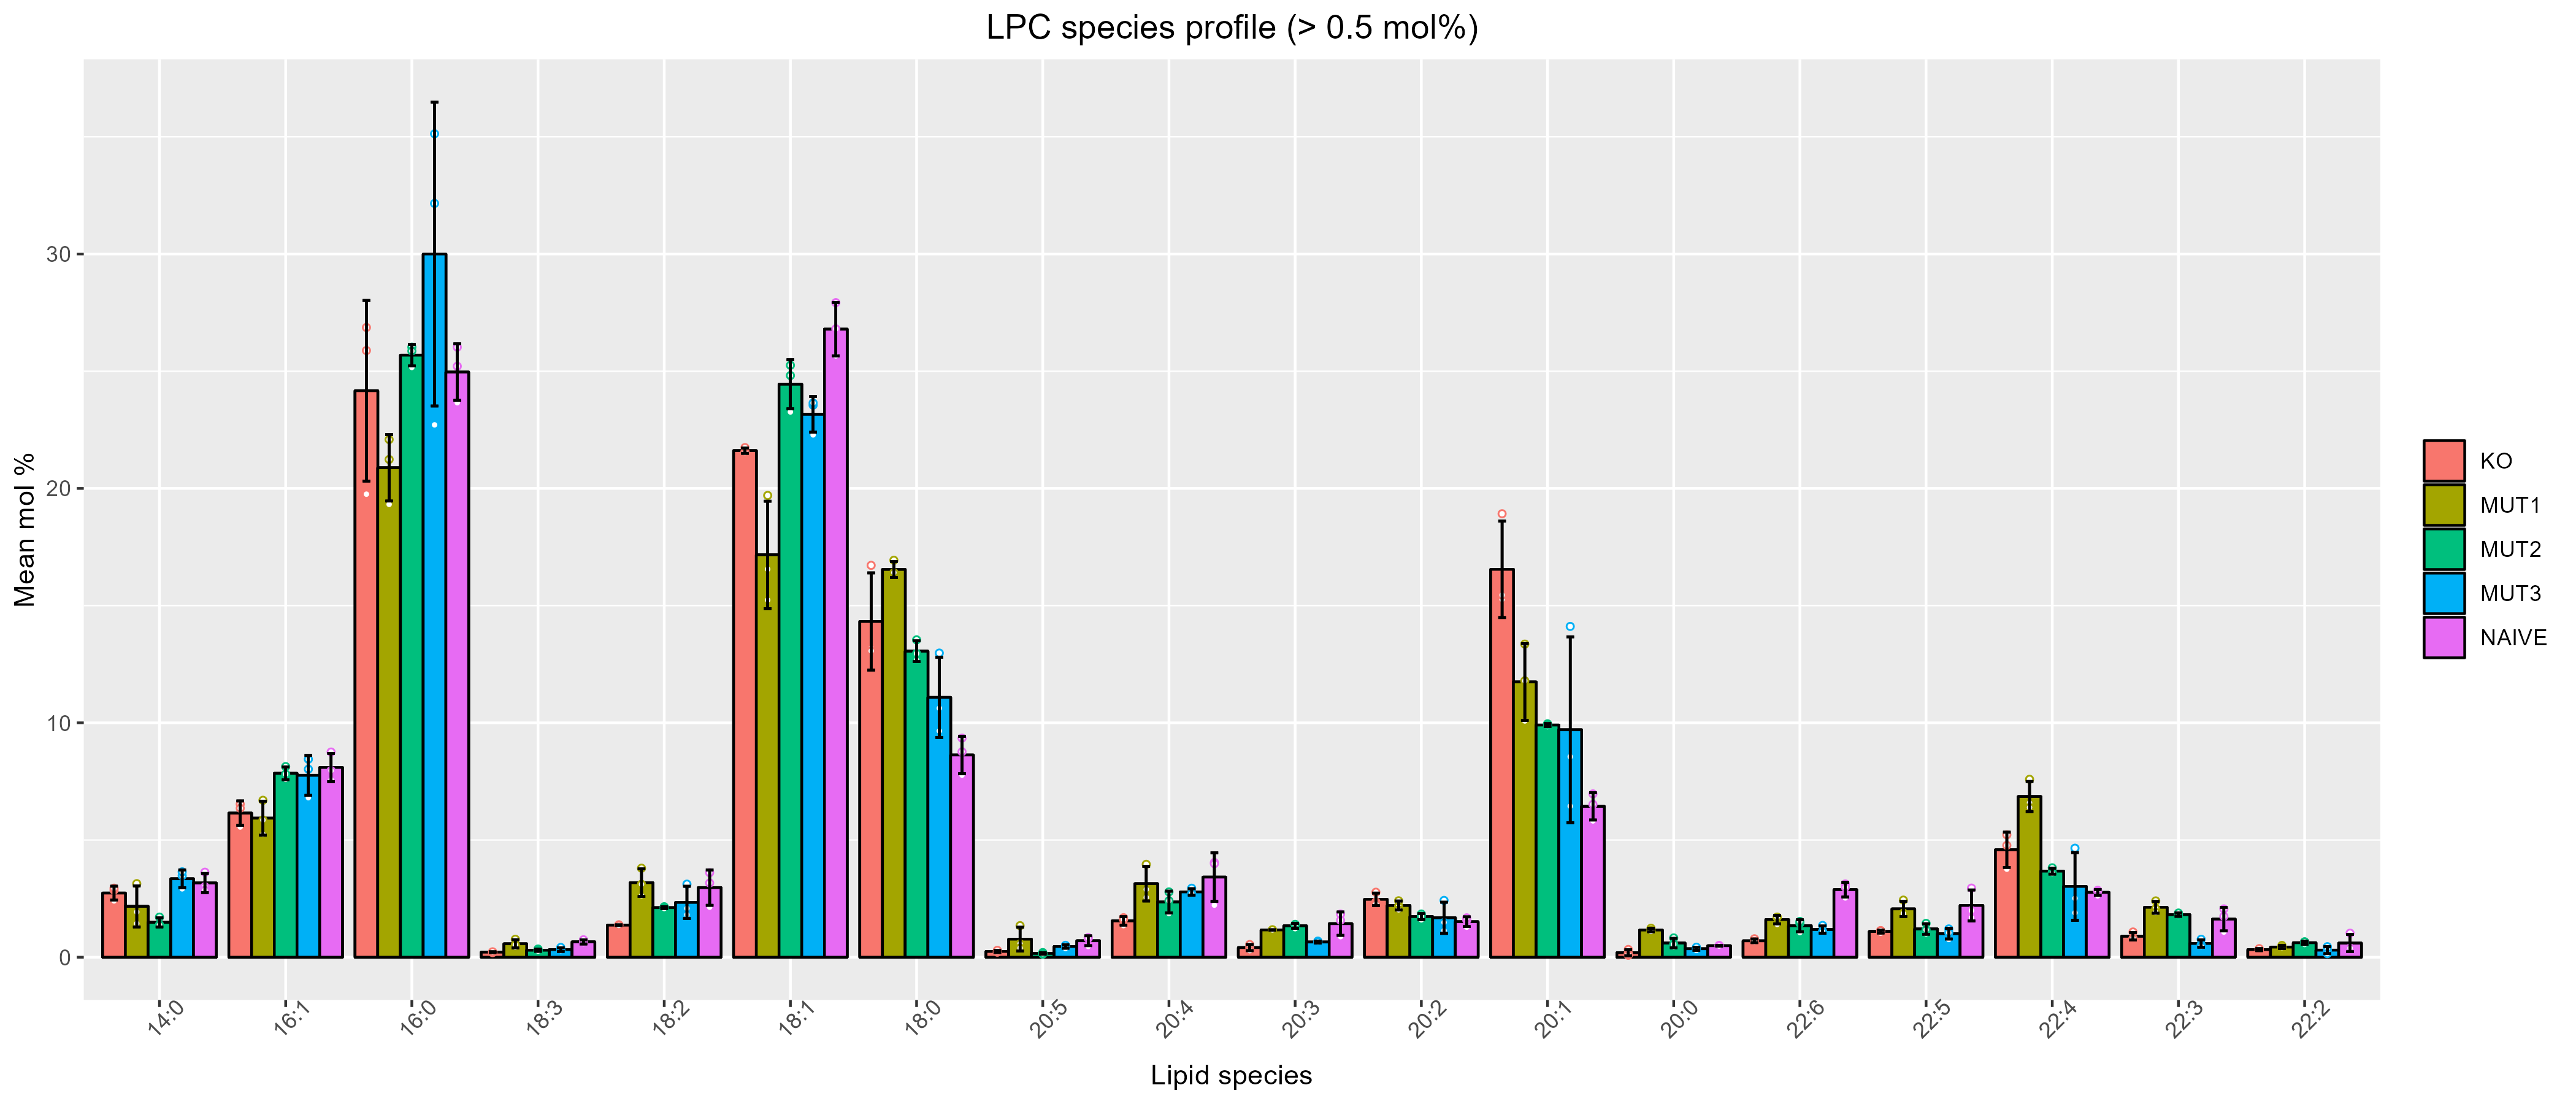 LPC species profile (> 0.5 mol%)
Mean mol %
30
20
10
0
14:0
16:1
16:0
18:3
18:2
18:1
18:0
20:5
20:4
20:3
20:2
20:1
20:0
22:6
22:5
22:4
22:3
22:2
Lipid species
KO
MUT1
MUT2
MUT3
NAIVE